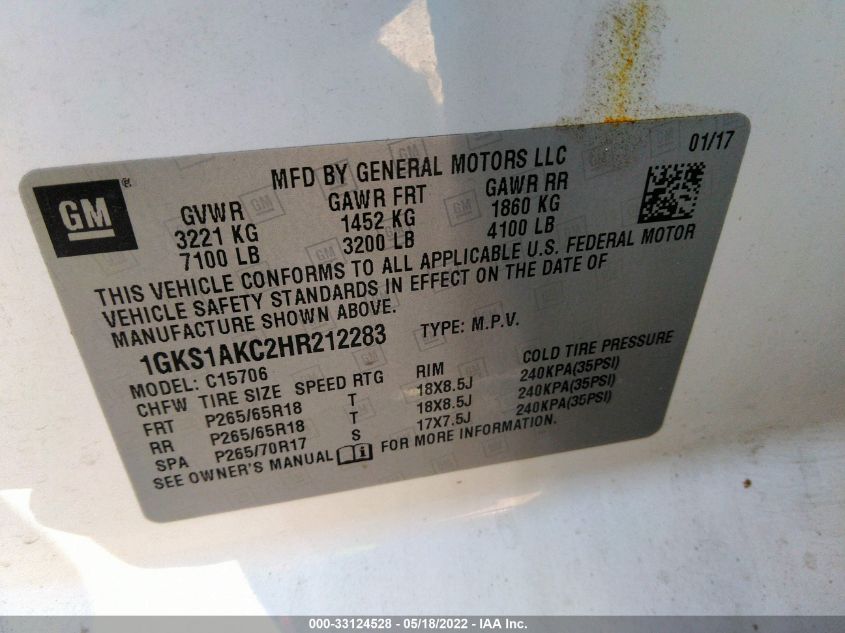 01/17
MFD BY GENERAL MOTORS LLC
GM®
GVWR GAWR FRT GAWR RR
3221 KG 1452 KG 1860 KG
7100 LB 3200 LB 4100 LB
THIS VEHICLE CONFORMS TO ALL APPLICABLE U.S. FEDERAL MOTOR
VEHICLE SAFETY STANDARDS IN EFFECT ON THE DATE OF
MANUFACTURE SHOWN ABOVE.
1GKS1AKC2HR212283 TYPE: M.P.V.
MODEL: C15706
CHFW TIRE SIZE SPEED RTG RIM COLD TIRE PRESSURE
FRT P265/65R18 T 18X8.5J 240KPA(35PSI)
RR P265/65R18 T 18X8.5J 240KPA(35PSI)
SPA P265/70R17 S 17X7.5J 240KPA(35PSI)
SEE OWNER'S MANUAL FOR MORE INFORMATION.
000-33124528 - 05/18/2022 - IAA Inc.